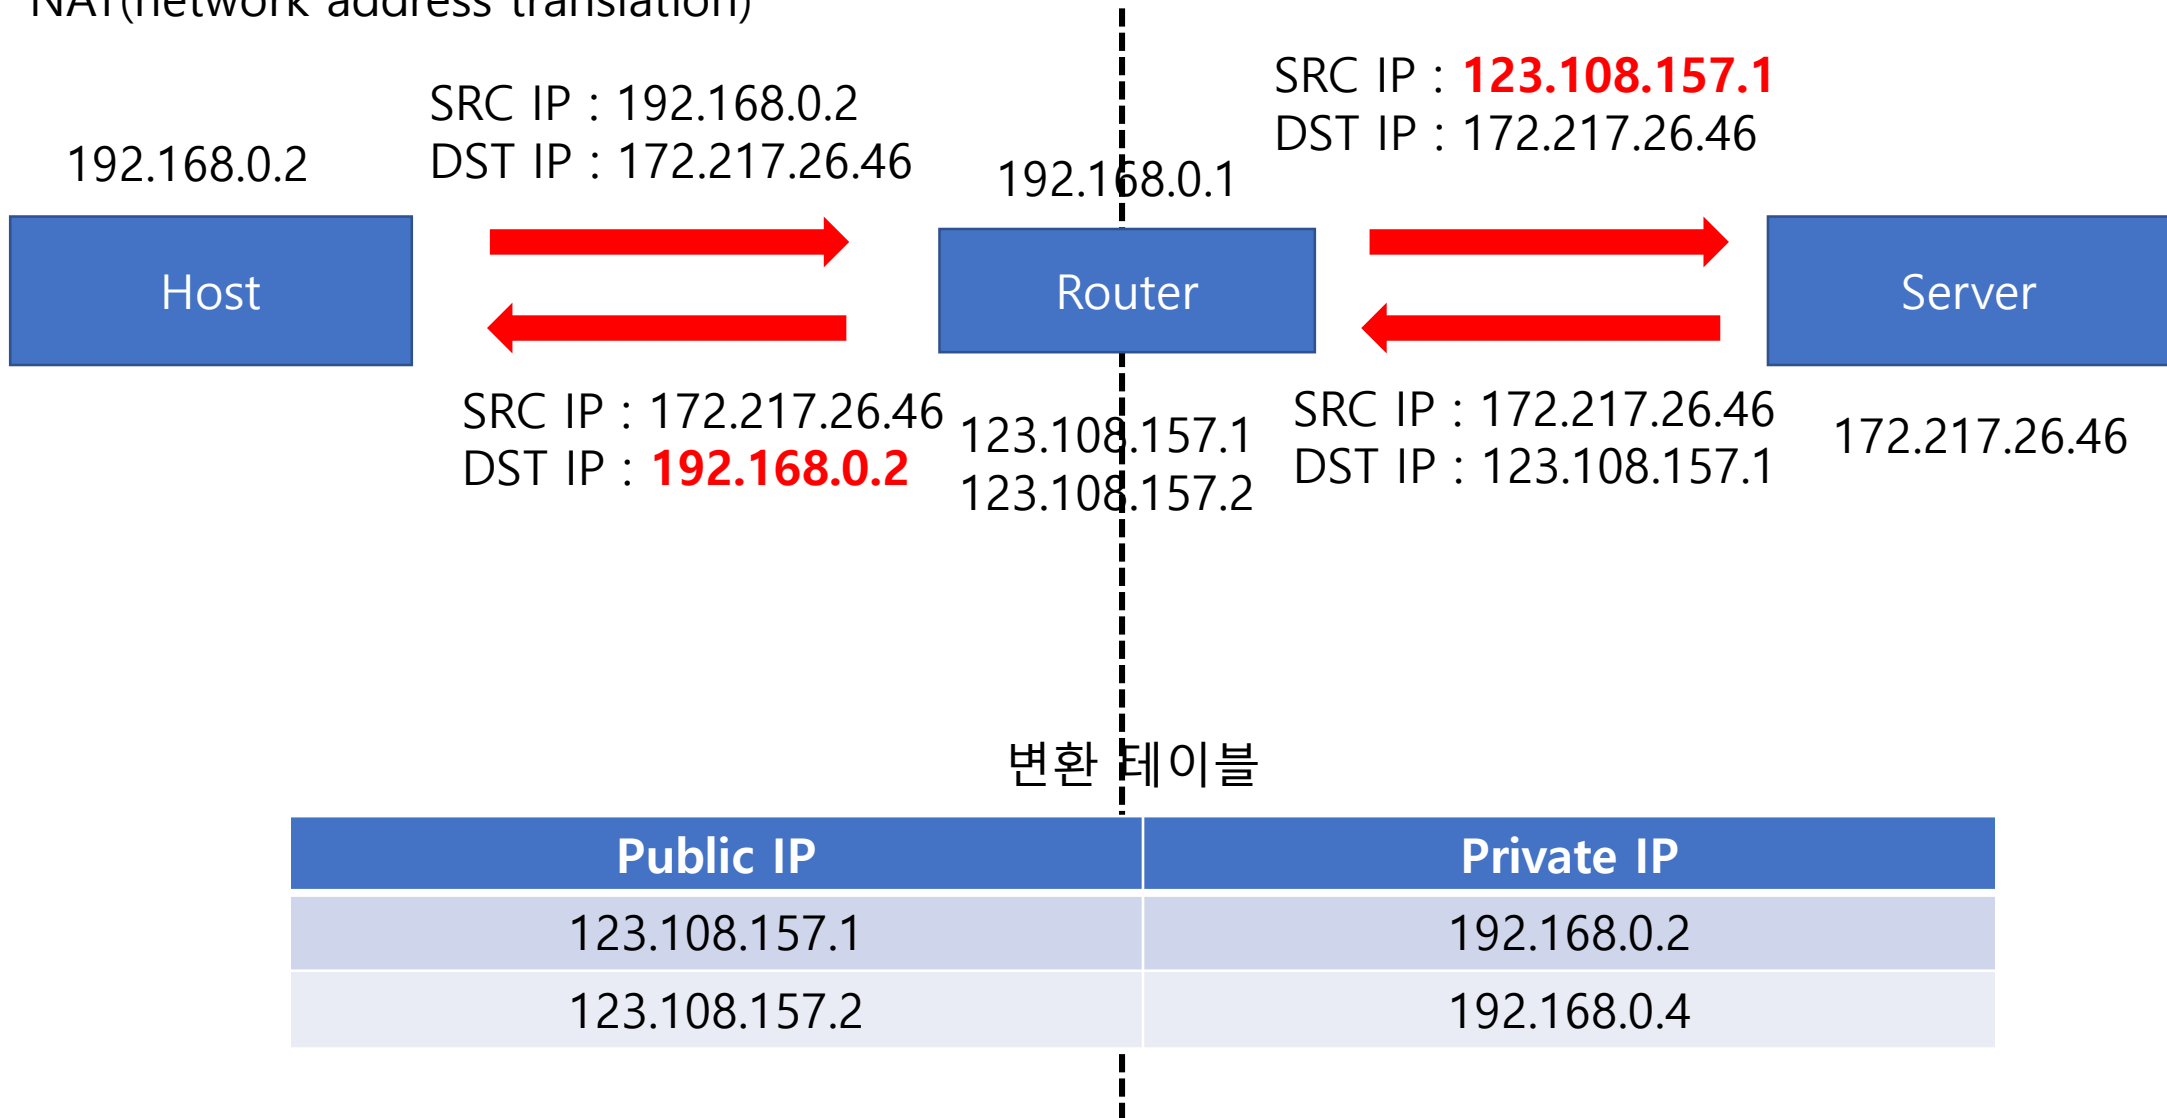 NAT(network address translation)
SRC IP : 192.168.0.2
DST IP : 172.217.26.46
SRC IP : 123.108.157.1
DST IP : 172.217.26.46
192.168.0.2
192.168.0.1
Host
Router
Server
SRC IP : 172.217.26.46
DST IP : 192.168.0.2
123.108.157.1
123.108.157.2
SRC IP : 172.217.26.46
DST IP : 123.108.157.1
172.217.26.46
변환 테이블
Public IP
Private IP
123.108.157.1
192.168.0.2
123.108.157.2
192.168.0.4